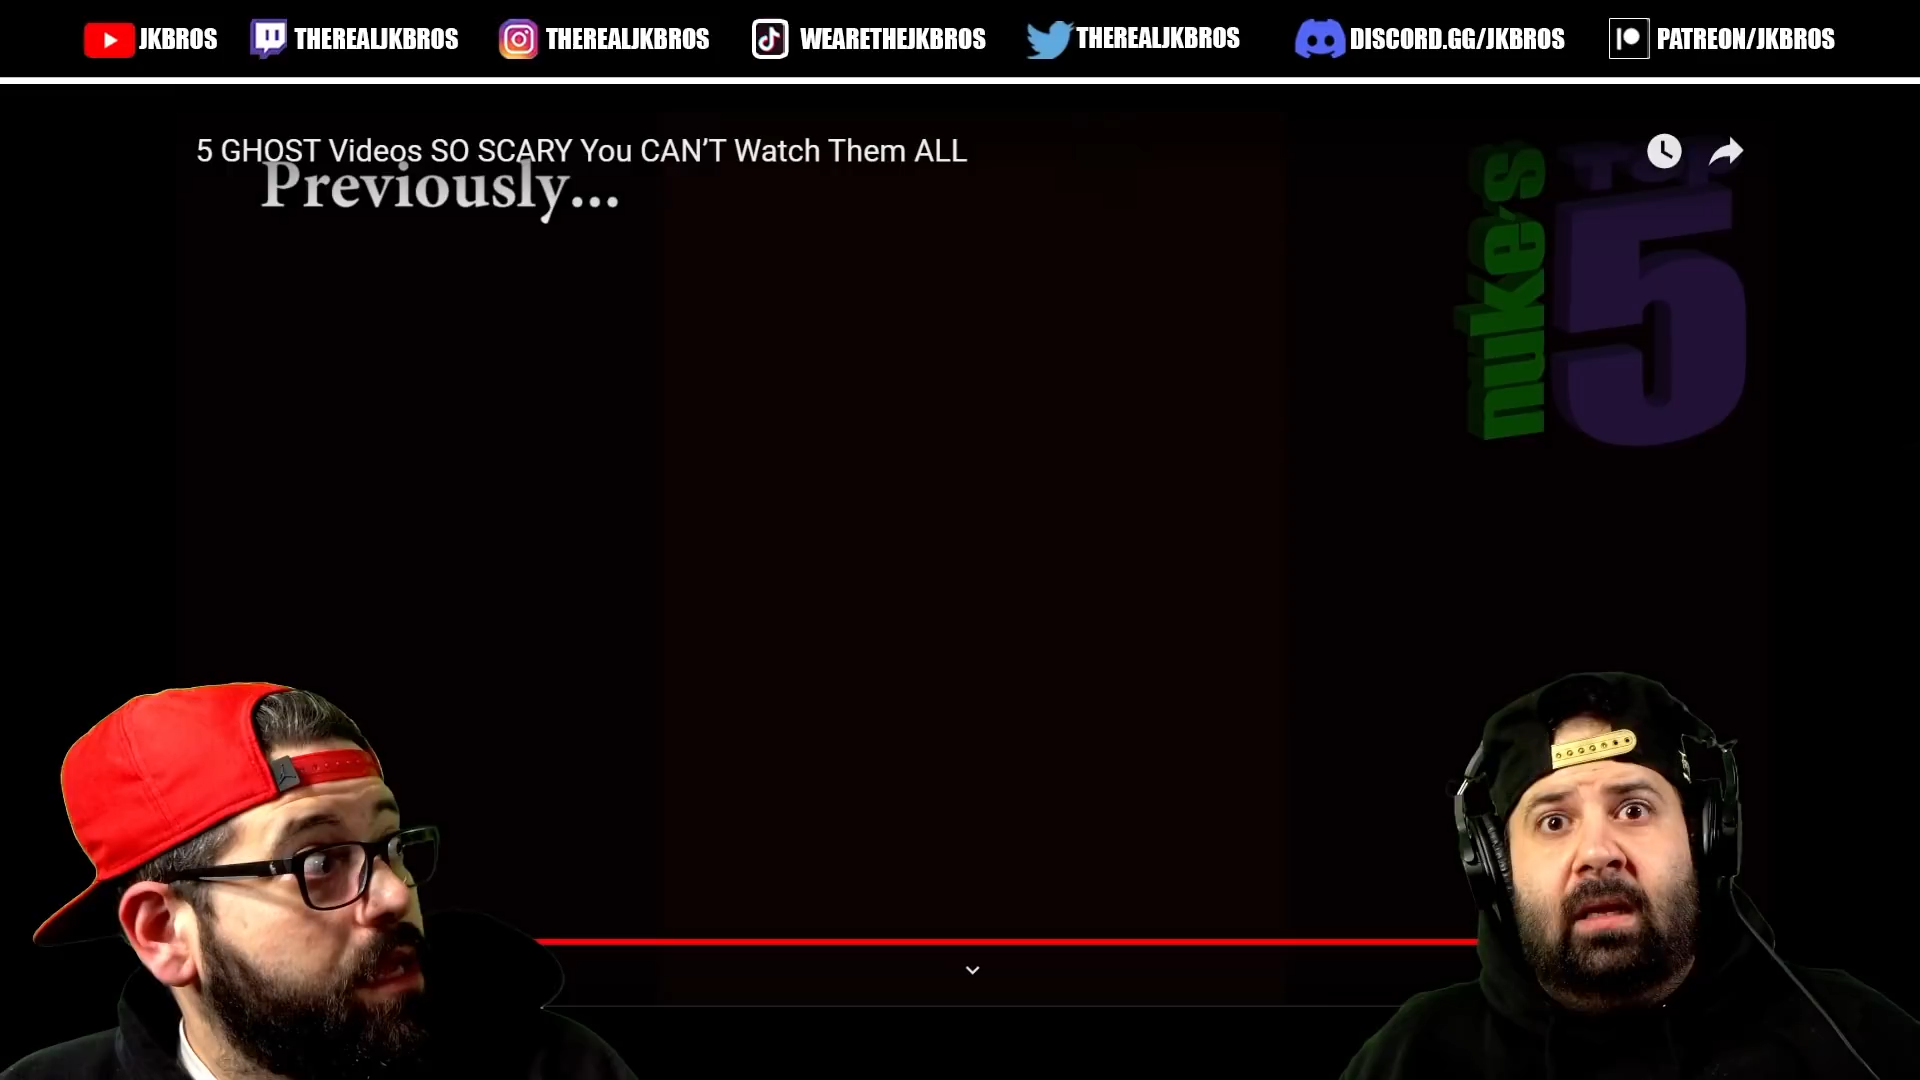 JKBROS THEREALJKBROS THEREALJKBROS WEARETHEJKBROS THEREALJKBROS DISCORD.GG/JKBROS PATREON/JKBROS
5 GHOST Videos SO SCARY You CAN’T Watch Them ALL
Previously...
nuke's
TOP
5